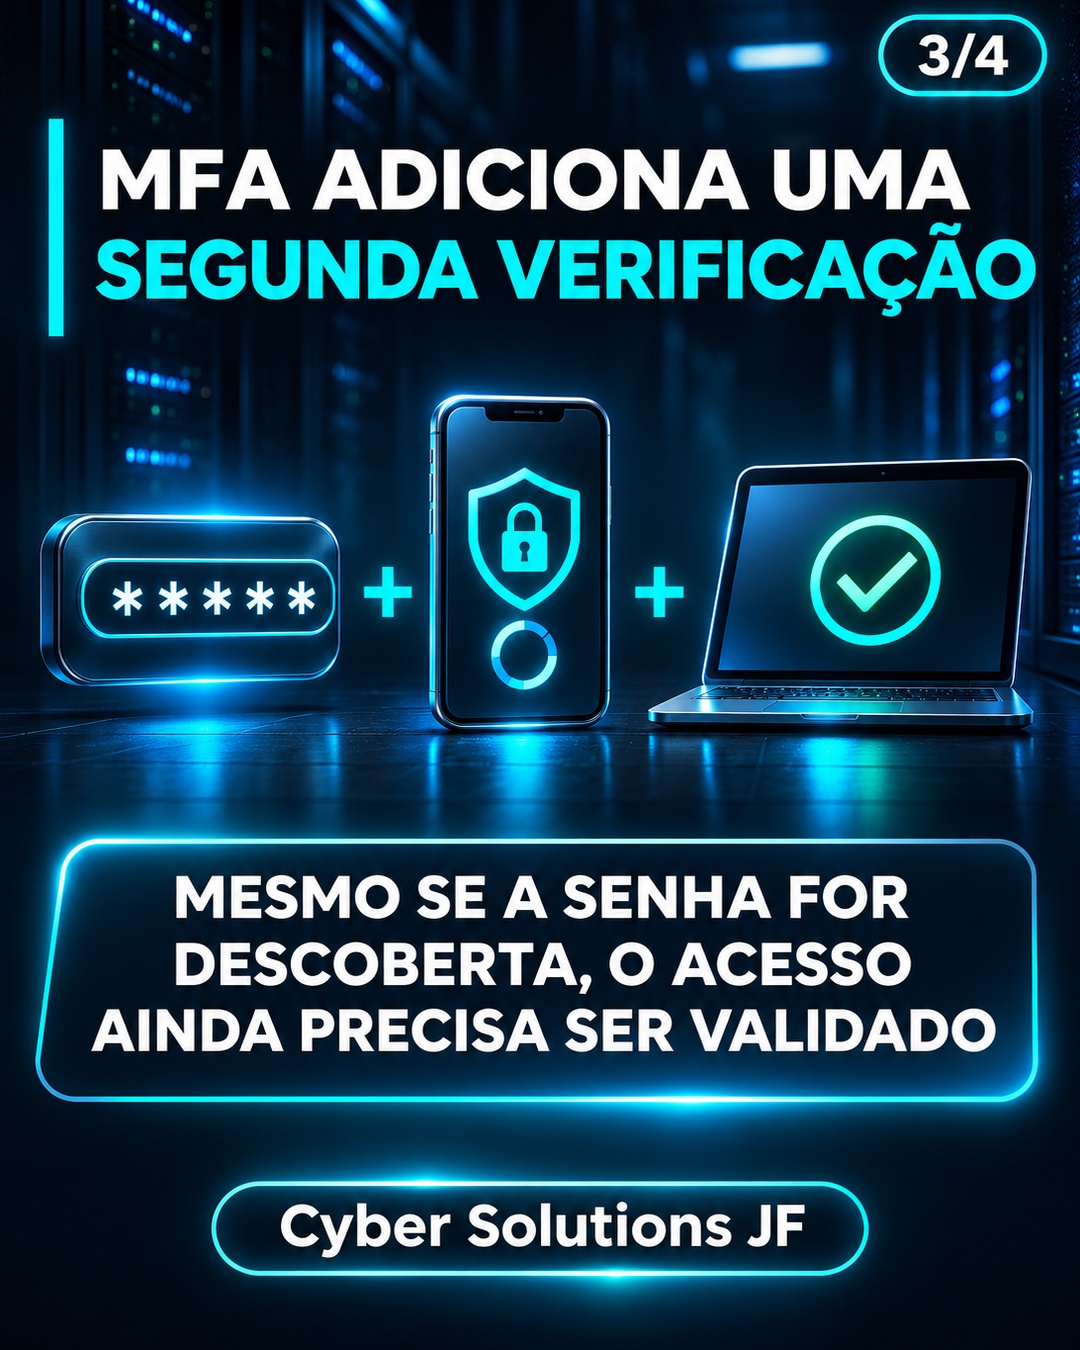 3/4
MFA ADICIONA UMA
SEGUNDA VERIFICAÇÃO
*****
+
+
MESMO SE A SENHA FOR
DESCOBERTA, O ACESSO
AINDA PRECISA SER VALIDADO
Cyber Solutions JF